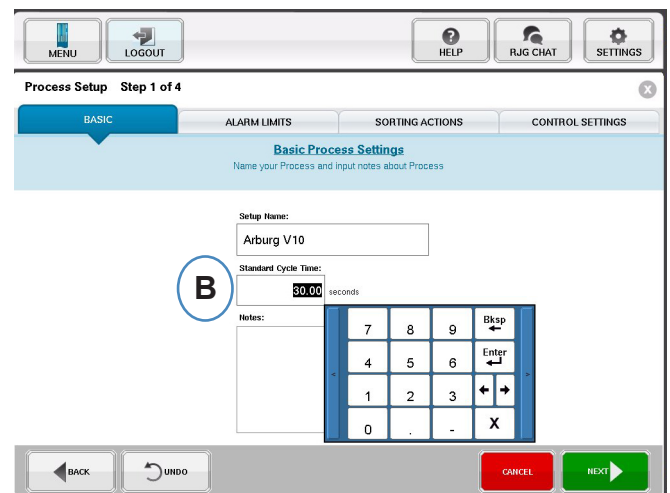 MENU LOGOUT HELP RJG CHAT SETTINGS
Process Setup Step 1 of 4 X
BASIC ALARM LIMITS SORTING ACTIONS CONTROL SETTINGS
Basic Process Settings
Name your Process and input notes about Process
Setup Name:
Arburg V10
Standard Cycle Time:
B 30.00 seconds
Notes:
7 8 9 Bksp
4 5 6 Enter
< >
1 2 3
0 . - X
BACK UNDO CANCEL NEXT